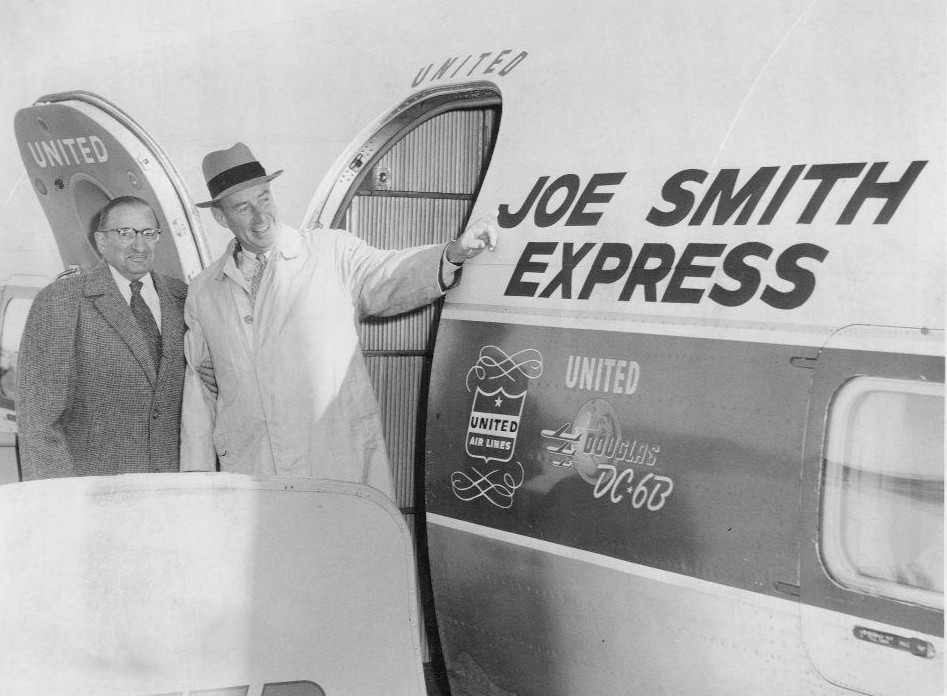 UNITED
UNITED
JOE SMITH
EXPRESS
UNITED
UNITED
AIR LINES
DOUGLAS
DC-6B